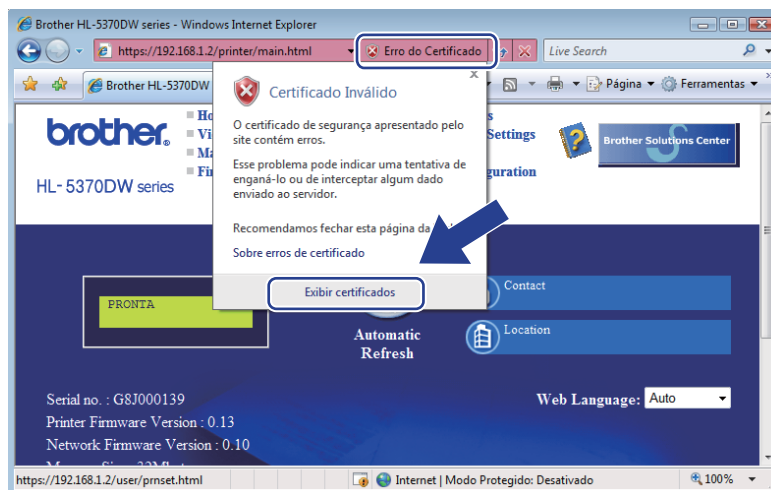 Brother HL-5370DW series - Windows Internet Explorer
https://192.168.1.2/printer/main.html
Erro do Certificado
Live Search
Brother HL-5370DW
Página
Ferramentas
Certificado Inválido
O certificado de segurança apresentado pelo
site contém erros.
Esse problema pode indicar uma tentativa de
enganá-lo ou de interceptar algum dado
enviado ao servidor.
Recomendamos fechar esta página da
Sobre erros de certificado
Exibir certificados
brother
HL-5370DW series
Settings
Brother Solutions Center
PRONTA
Automatic
Refresh
Contact
Location
Serial no. : G8J000139
Printer Firmware Version : 0.13
Network Firmware Version : 0.10
Web Language: Auto
https://192.168.1.2/user/prnset.html
Internet | Modo Protegido: Desativado
100%